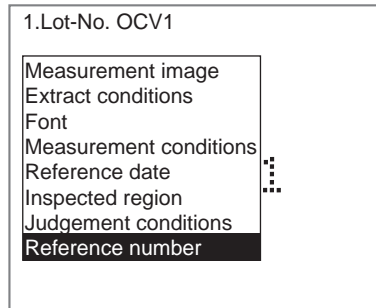 1.Lot-No. OCV1
Measurement image
Extract conditions
Font
Measurement conditions
Reference date
Inspected region
Judgement conditions
Reference number
1